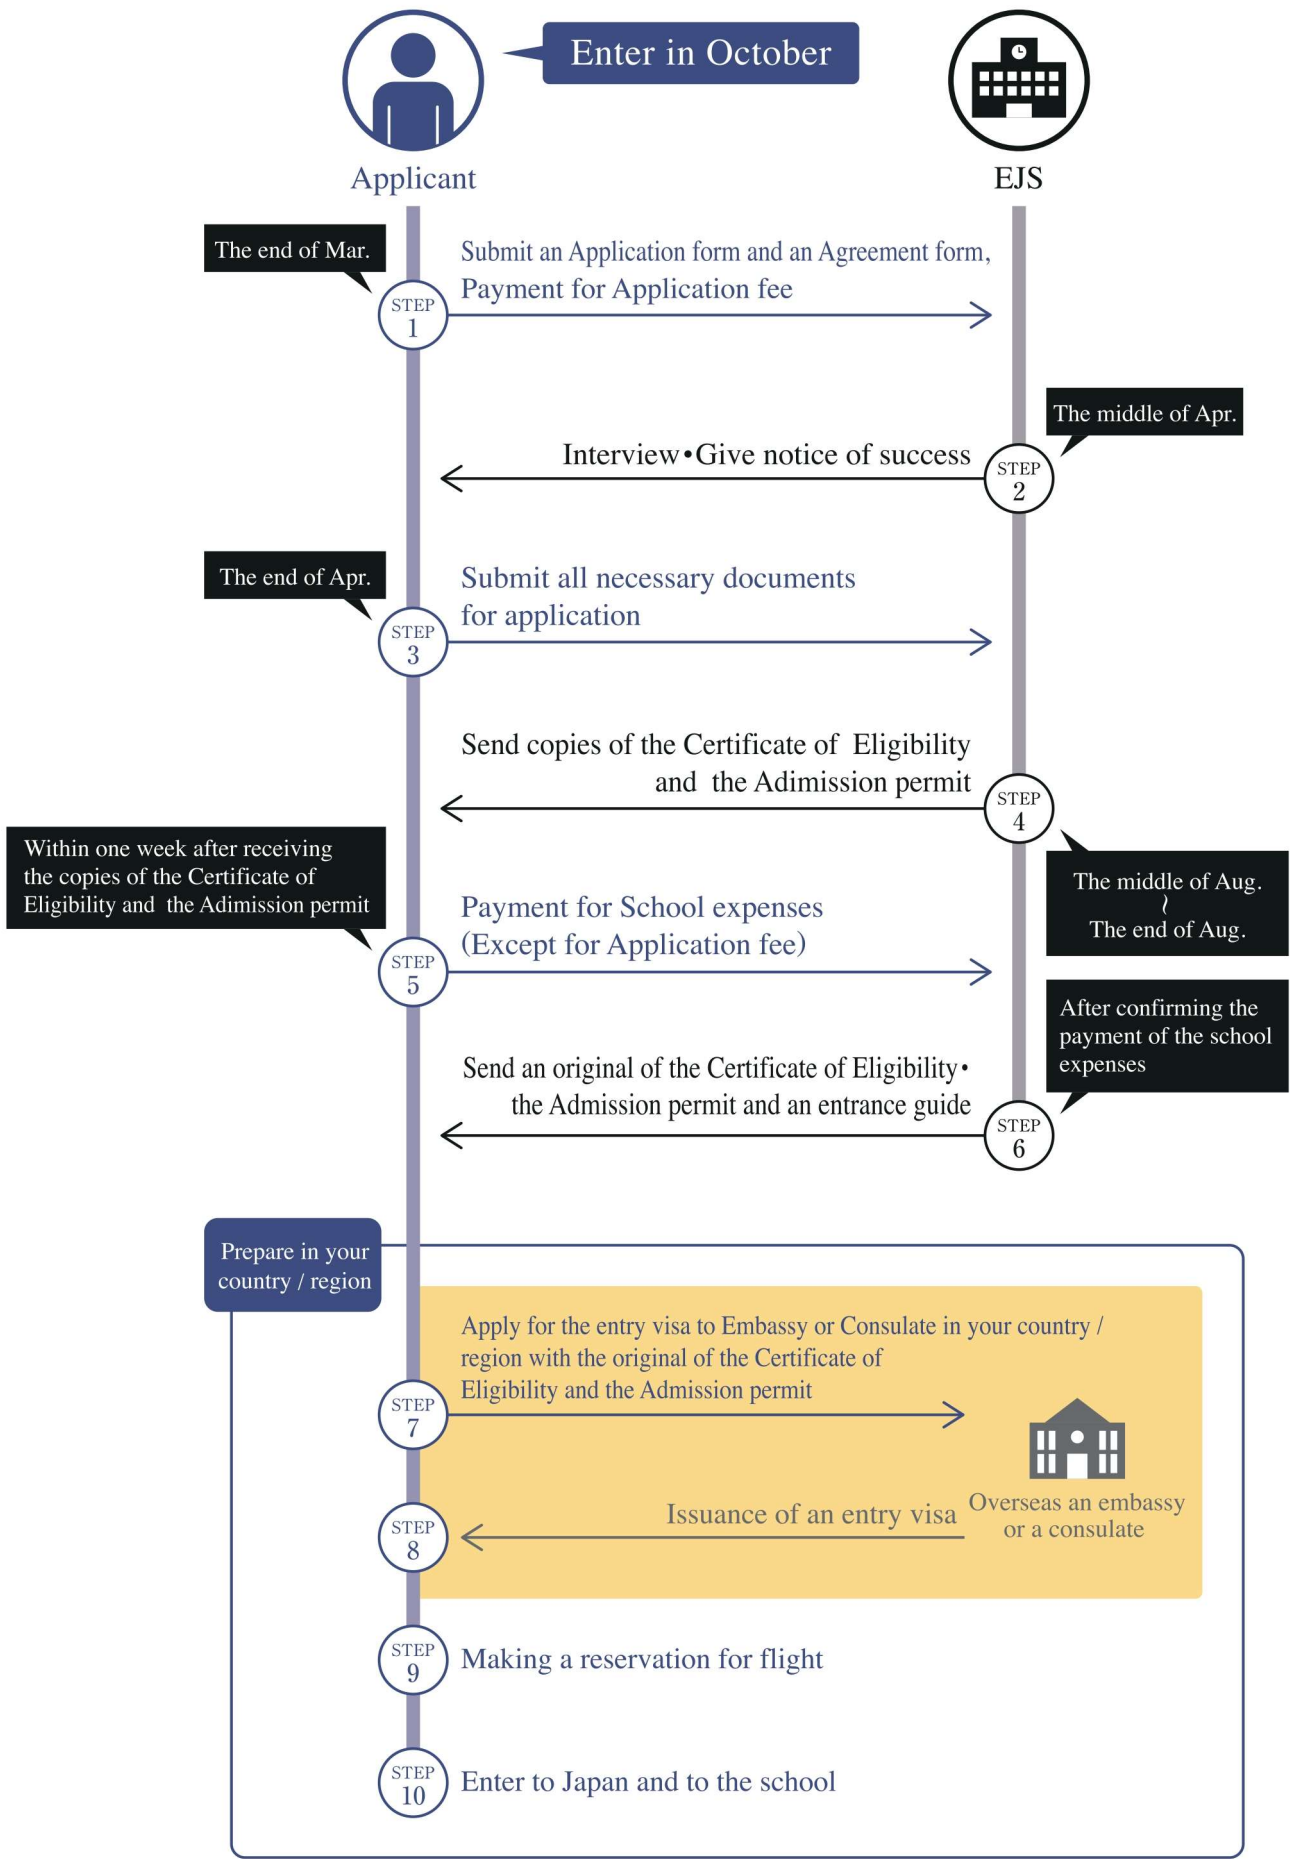 Enter in October
Applicant
EJS
The end of Mar.
Submit an Application form and an Agreement form,
Payment for Application fee
STEP
1
The middle of Apr.
Interview•Give notice of success
STEP
2
The end of Apr.
Submit all necessary documents
for application
STEP
3
Send copies of the Certificate of Eligibility
and the Adimission permit
STEP
4
The middle of Aug.
~
The end of Aug.
Within one week after receiving
the copies of the Certificate of
Eligibility and the Adimission permit
Payment for School expenses
(Except for Application fee)
STEP
5
After confirming the
payment of the school
expenses
Send an original of the Certificate of Eligibility•
the Admission permit and an entrance guide
STEP
6
Prepare in your
country / region
Apply for the entry visa to Embassy or Consulate in your country /
region with the original of the Certificate of
Eligibility and the Admission permit
STEP
7
Overseas an embassy
or a consulate
Issuance of an entry visa
STEP
8
STEP
9
Making a reservation for flight
STEP
10
Enter to Japan and to the school